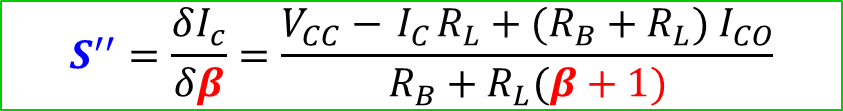 S′′ = δI_c / δβ = (V_CC − I_C R_L + (R_B + R_L) I_CO) / (R_B + R_L(β + 1))